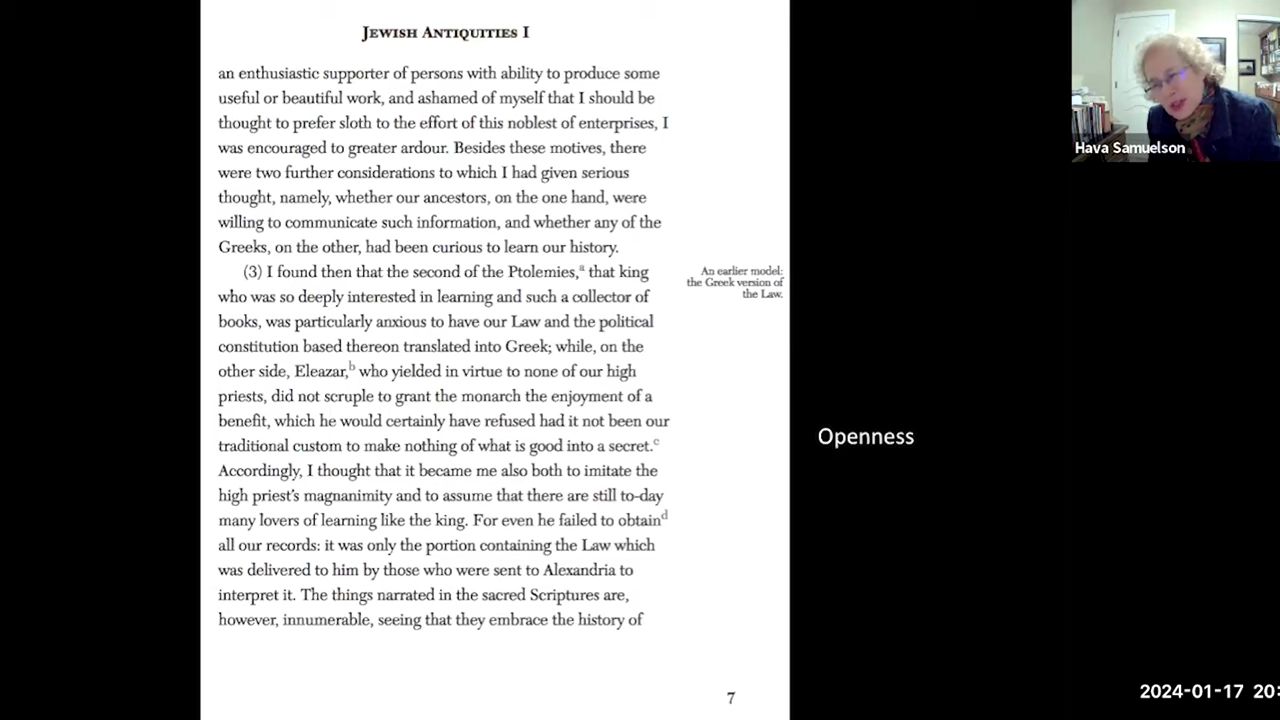 JEWISH ANTIQUITIES I
an enthusiastic supporter of persons with ability to produce some
useful or beautiful work, and ashamed of myself that I should be
thought to prefer sloth to the effort of this noblest of enterprises, I
was encouraged to greater ardour. Besides these motives, there
were two further considerations to which I had given serious
thought, namely, whether our ancestors, on the one hand, were
willing to communicate such information, and whether any of the
Greeks, on the other, had been curious to learn our history.
(3) I found then that the second of the Ptolemies,a that king
who was so deeply interested in learning and such a collector of
books, was particularly anxious to have our Law and the political
constitution based thereon translated into Greek; while, on the
other side, Eleazar,b who yielded in virtue to none of our high
priests, did not scruple to grant the monarch the enjoyment of a
benefit, which he would certainly have refused had it not been our
traditional custom to make nothing of what is good into a secret.c
Accordingly, I thought that it became me also both to imitate the
high priest's magnanimity and to assume that there are still to-day
many lovers of learning like the king. For even he failed to obtaind
all our records: it was only the portion containing the Law which
was delivered to him by those who were sent to Alexandria to
interpret it. The things narrated in the sacred Scriptures are,
however, innumerable, seeing that they embrace the history of
7
An earlier model:
the Greek version of
the Law.
Hava Samuelson
Openness
2024-01-17 20: